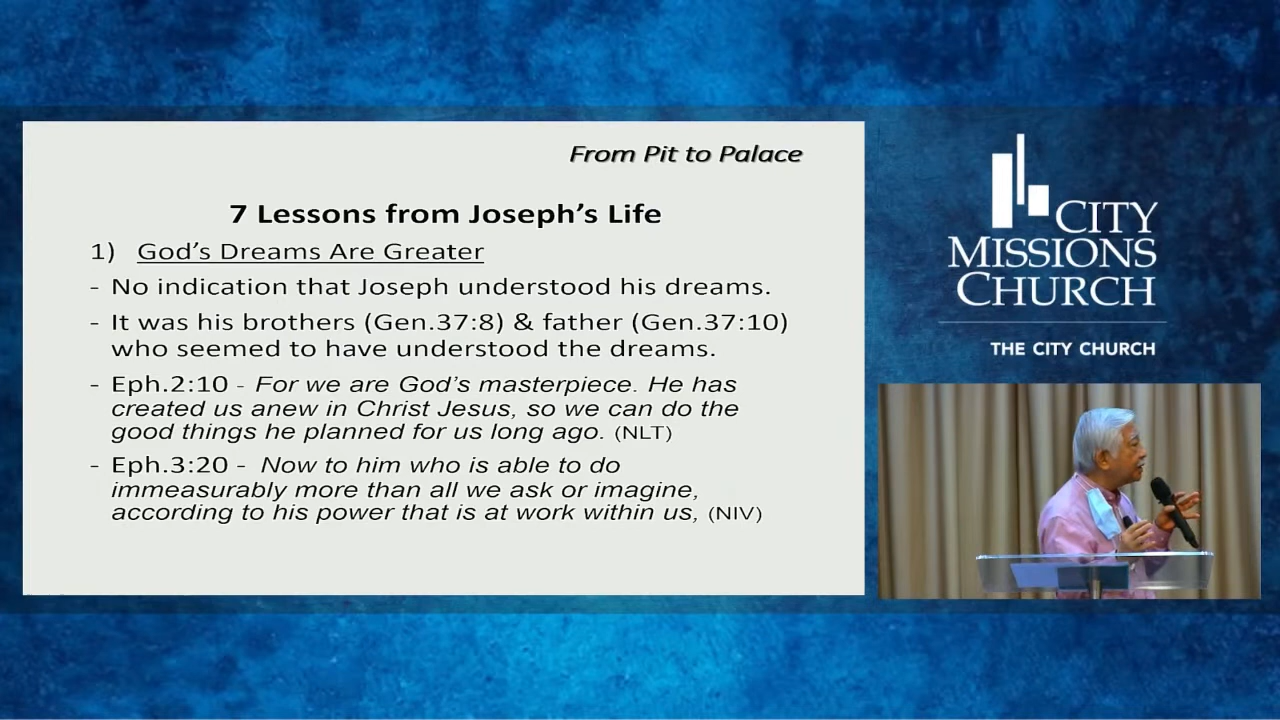 From Pit to Palace
7 Lessons from Joseph's Life
1) God's Dreams Are Greater
- No indication that Joseph understood his dreams.
- It was his brothers (Gen.37:8) & father (Gen.37:10)
who seemed to have understood the dreams.
- Eph.2:10 - For we are God's masterpiece. He has
created us anew in Christ Jesus, so we can do the
good things he planned for us long ago. (NLT)
- Eph.3:20 - Now to him who is able to do
immeasurably more than all we ask or imagine,
according to his power that is at work within us, (NIV)
CITY
MISSIONS
CHURCH
THE CITY CHURCH